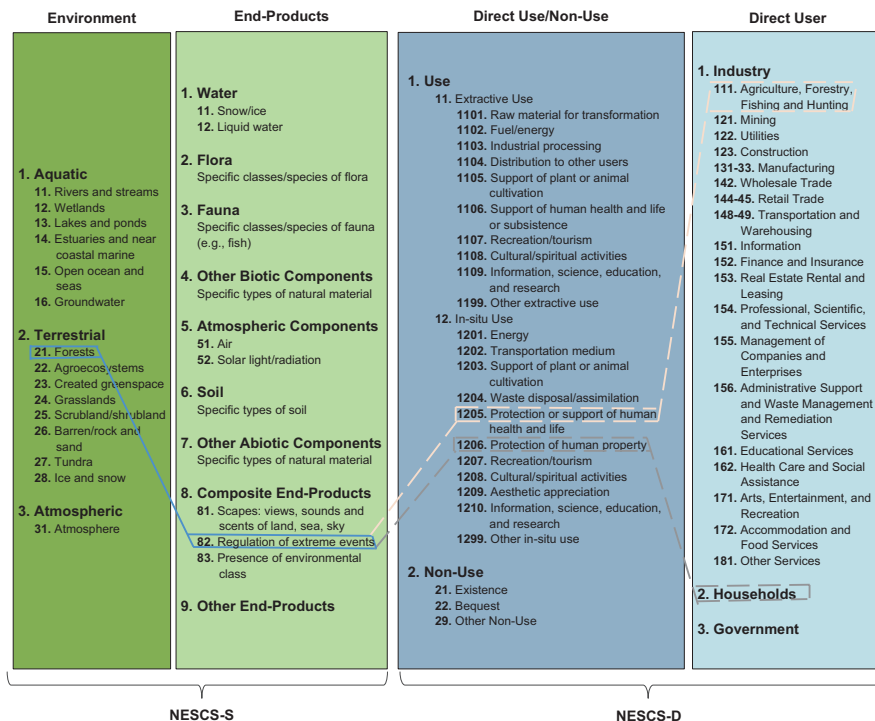 Environment
End-Products
Direct Use/Non-Use
Direct User
1. Aquatic
11. Rivers and streams
12. Wetlands
13. Lakes and ponds
14. Estuaries and near
coastal marine
15. Open ocean and
seas
16. Groundwater
2. Terrestrial
21. Forests
22. Agroecosystems
23. Created greenspace
24. Grasslands
25. Scrubland/shrubland
26. Barren/rock and
sand
27. Tundra
28. Ice and snow
3. Atmospheric
31. Atmosphere
1. Water
11. Snow/ice
12. Liquid water
2. Flora
Specific classes/species of flora
3. Fauna
Specific classes/species of fauna
(e.g., fish)
4. Other Biotic Components
Specific types of natural material
5. Atmospheric Components
51. Air
52. Solar light/radiation
6. Soil
Specific types of soil
7. Other Abiotic Components
Specific types of natural material
8. Composite End-Products
81. Scapes: views, sounds and
scents of land, sea, sky
82. Regulation of extreme events
83. Presence of environmental
class
9. Other End-Products
1. Use
11. Extractive Use
1101. Raw material for transformation
1102. Fuel/energy
1103. Industrial processing
1104. Distribution to other users
1105. Support of plant or animal
cultivation
1106. Support of human health and life
or subsistence
1107. Recreation/tourism
1108. Cultural/spiritual activities
1109. Information, science, education,
and research
1199. Other extractive use
12. In-situ Use
1201. Energy
1202. Transportation medium
1203. Support of plant or animal
cultivation
1204. Waste disposal/assimilation
1205. Protection or support of human
health and life
1206. Protection of human property
1207. Recreation/tourism
1208. Cultural/spiritual activities
1209. Aesthetic appreciation
1210. Information, science, education,
and research
1299. Other in-situ use
2. Non-Use
21. Existence
22. Bequest
29. Other Non-Use
1. Industry
111. Agriculture, Forestry,
Fishing and Hunting
121. Mining
122. Utilities
123. Construction
131-33. Manufacturing
142. Wholesale Trade
144-45. Retail Trade
148-49. Transportation and
Warehousing
151. Information
152. Finance and Insurance
153. Real Estate Rental and
Leasing
154. Professional, Scientific,
and Technical Services
155. Management of
Companies and
Enterprises
156. Administrative Support
and Waste Management
and Remediation
Services
161. Educational Services
162. Health Care and Social
Assistance
171. Arts, Entertainment, and
Recreation
172. Accommodation and
Food Services
181. Other Services
2. Households
3. Government
NESCS-S
NESCS-D